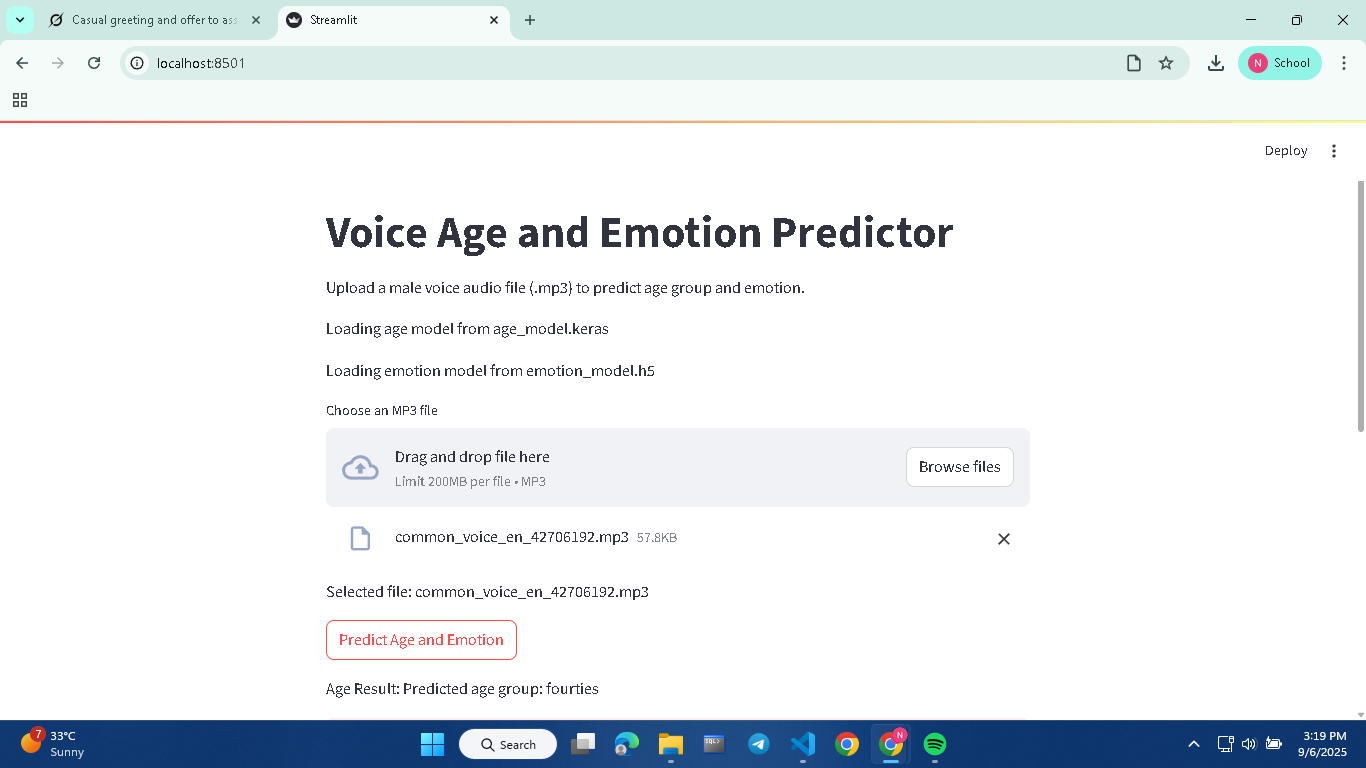 Casual greeting and offer to ass
Streamlit
localhost:8501
N
School
Deploy
Voice Age and Emotion Predictor
Upload a male voice audio file (.mp3) to predict age group and emotion.
Loading age model from age_model.keras
Loading emotion model from emotion_model.h5
Choose an MP3 file
Drag and drop file here
Limit 200MB per file • MP3
Browse files
common_voice_en_42706192.mp3 57.8KB
Selected file: common_voice_en_42706192.mp3
Predict Age and Emotion
Age Result: Predicted age group: fourties
7
33°C
Sunny
Search
SQL>
N
3:19 PM
9/6/2025